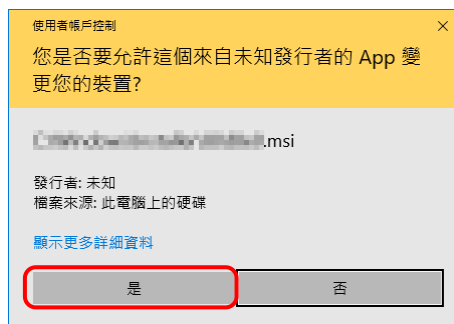 使用者帳戶控制
您是否要允許這個來自未知發行者的 App 變
更您的裝置?
.msi
發行者: 未知
檔案來源: 此電腦上的硬碟
顯示更多詳細資料
是
否